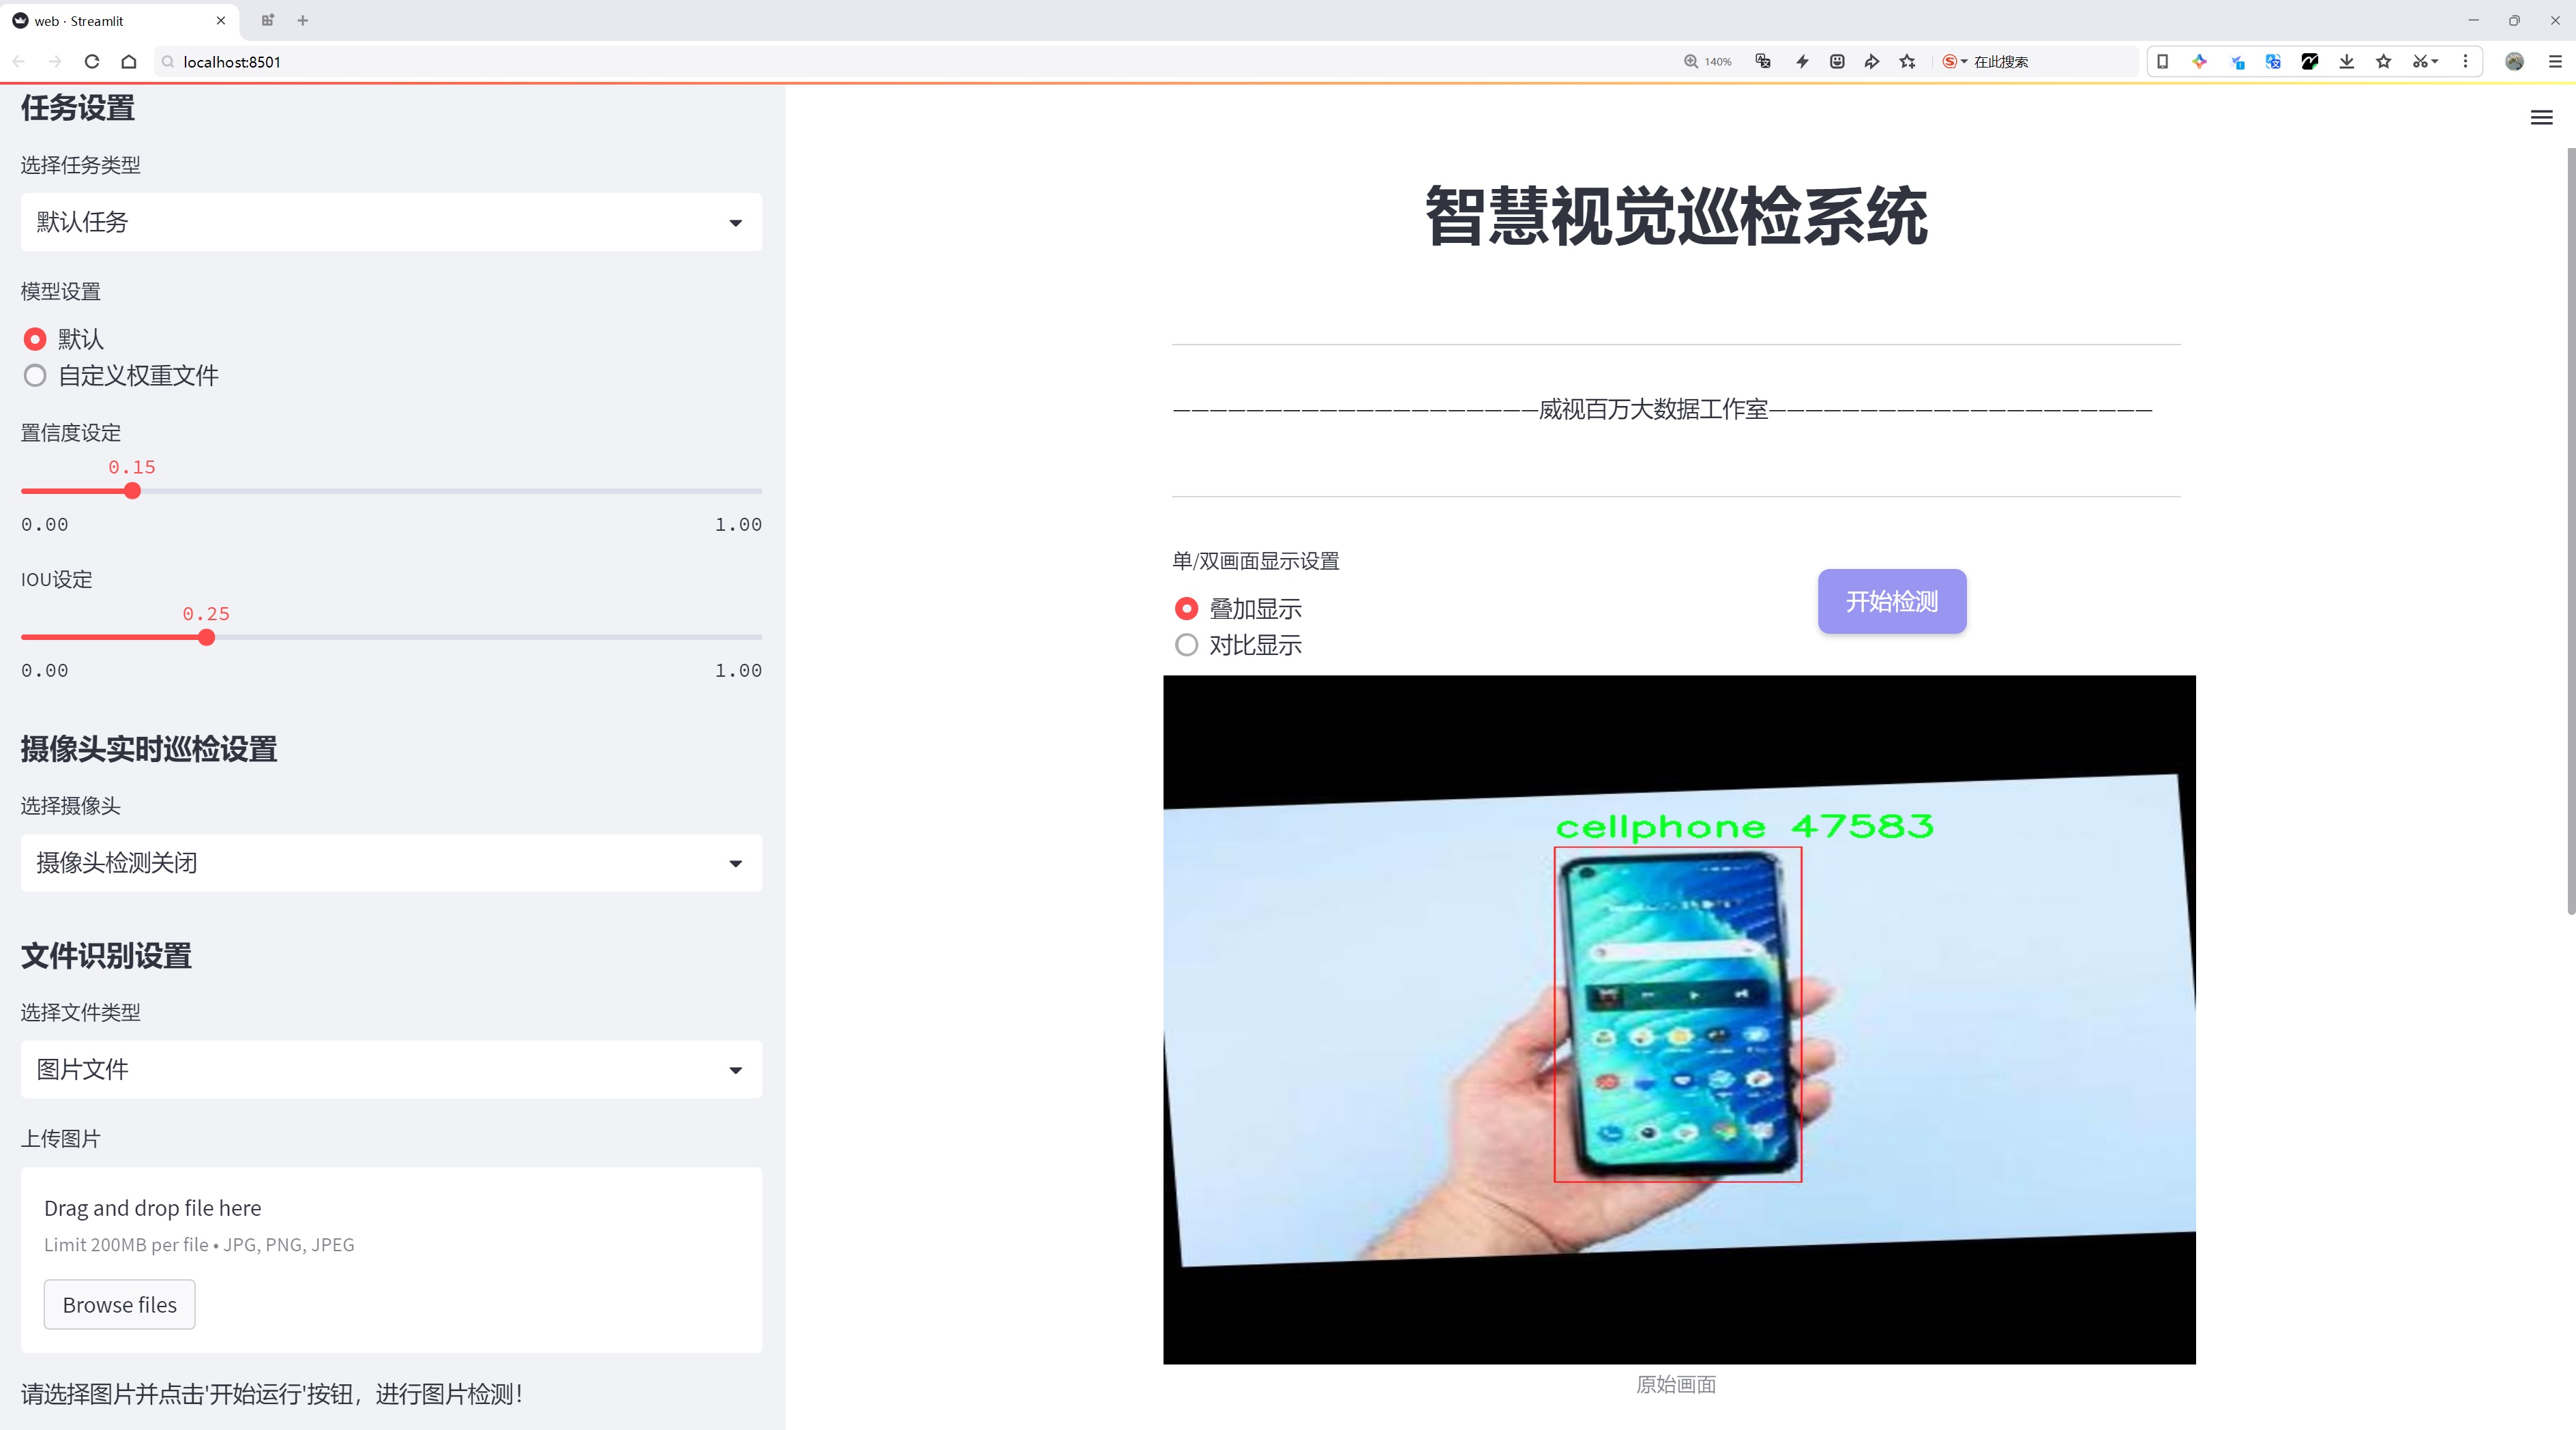 web · Streamlit
localhost:8501
140%
在此搜索
任务设置
选择任务类型
默认任务
模型设置
默认
自定义权重文件
置信度设定
0.15
0.00 1.00
IOU设定
0.25
0.00 1.00
摄像头实时巡检设置
选择摄像头
摄像头检测关闭
文件识别设置
选择文件类型
图片文件
上传图片
Drag and drop file here
Limit 200MB per file • JPG, PNG, JPEG
Browse files
请选择图片并点击'开始运行'按钮，进行图片检测！
智慧视觉巡检系统
————————————————————威视百万大数据工作室—————————————————————
单/双画面显示设置
叠加显示
对比显示
开始检测
cellphone 47583
原始画面